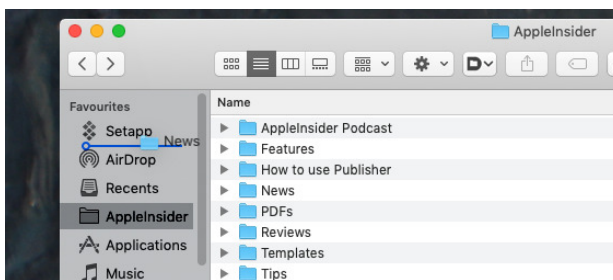 AppleInsider
Favourites
Name
Setapp
News
AirDrop
Recents
AppleInsider
Applications
Music
AppleInsider Podcast
Features
How to use Publisher
News
PDFs
Reviews
Templates
Tips